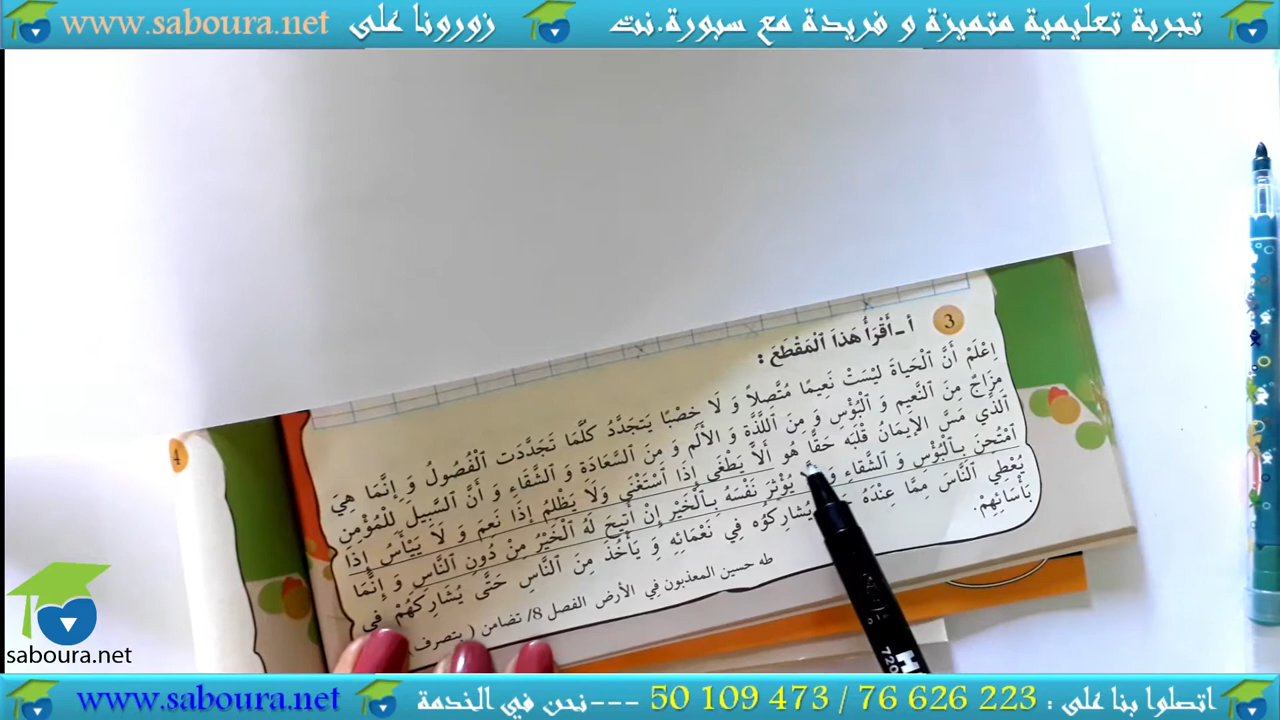 تجربة تعليمية متميزة و فريدة مع سبورة.نت زورونا على www.saboura.net
3
أ ـ أَقْرَأُ هَذَا ٱلْمَقْطَعَ :
اِعْلَمْ أَنَّ ٱلْحَيَاةَ لَيْسَتْ نَعِيمًا مُتَّصِلاً وَ لَا خِصْبًا يَتَجَدَّدُ كُلَّمَا تَجَدَّدَت ٱلْفُصُولُ وَ إِنَّمَا هِيَ
مِزَاجٌ مِنَ ٱلنَّعِيم وَ ٱلْبُؤْسِ وَ مِنَ ٱللَّذَّة وَ الأَلَم وَ مِنَ ٱلسَّعَادَة وَ ٱلشَّقَاءِ وَ أَنَّ ٱلسَّبِيلَ لِلْمُؤْمِنِ
ٱلَّذِي مَسَّ الإِيمَانُ قَلْبَه حَقًّا هُو أَلاَّ يَطْغَى إِذَا ٱسْتَغْنَى وَلَا يَظْلِمُ إِذَا نَعِمَ وَ لَا يَيْأَسُ إِذَا
ٱمْتُحِنَ بِٱلْبُؤْسِ وَ ٱلشَّقَاءِ وَ يُؤْثِرَ نَفْسَهُ بِٱلْخَيْرِ إِنْ أُتِيحَ لَهُ ٱلْخَيْرُ مِنْ دُونِ ٱلنَّاسِ وَ إِنَّمَا
يُعْطِي ٱلنَّاسَ مِمَّا عِنْدَهُ يُشَارِكُوه فِي نَعْمَائِهِ وَ يَأْخُذ مِنَ ٱلنَّاسِ حَتَّى يُشَارِكَهُمْ فِي
بَأْسَائِهِمْ.
طه حسين المعذبون في الأرض الفصل 8/ تضامن ( بتصرف
4
saboura.net
اتصلوا بنا على : 50 109 473 / 76 626 223 ---نحن في الخدمة www.saboura.net